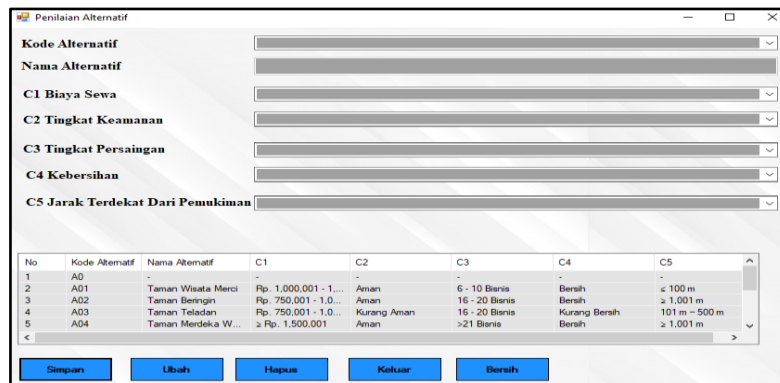 Penilaian Alternatif
Kode Alternatif
Nama Alternatif
C1 Biaya Sewa
C2 Tingkat Keamanan
C3 Tingkat Persaingan
C4 Kebersihan
C5 Jarak Terdekat Dari Pemukiman
No Kode Alternatif Nama Alternatif C1 C2 C3 C4 C5
1 A0 - - - - - -
2 A01 Taman Wisata Merci Rp. 1,000,001 - 1,... Aman 6 - 10 Bisnis Bersih ≤ 100 m
3 A02 Taman Beringin Rp. 750,001 - 1,0... Aman 16 - 20 Bisnis Bersih ≥ 1,001 m
4 A03 Taman Teladan Rp. 750,001 - 1,0... Kurang Aman 16 - 20 Bisnis Kurang Bersih 101 m – 500 m
5 A04 Taman Merdeka W... ≥ Rp. 1,500,001 Aman >21 Bisnis Bersih ≥ 1,001 m
Simpan Ubah Hapus Keluar Bersih